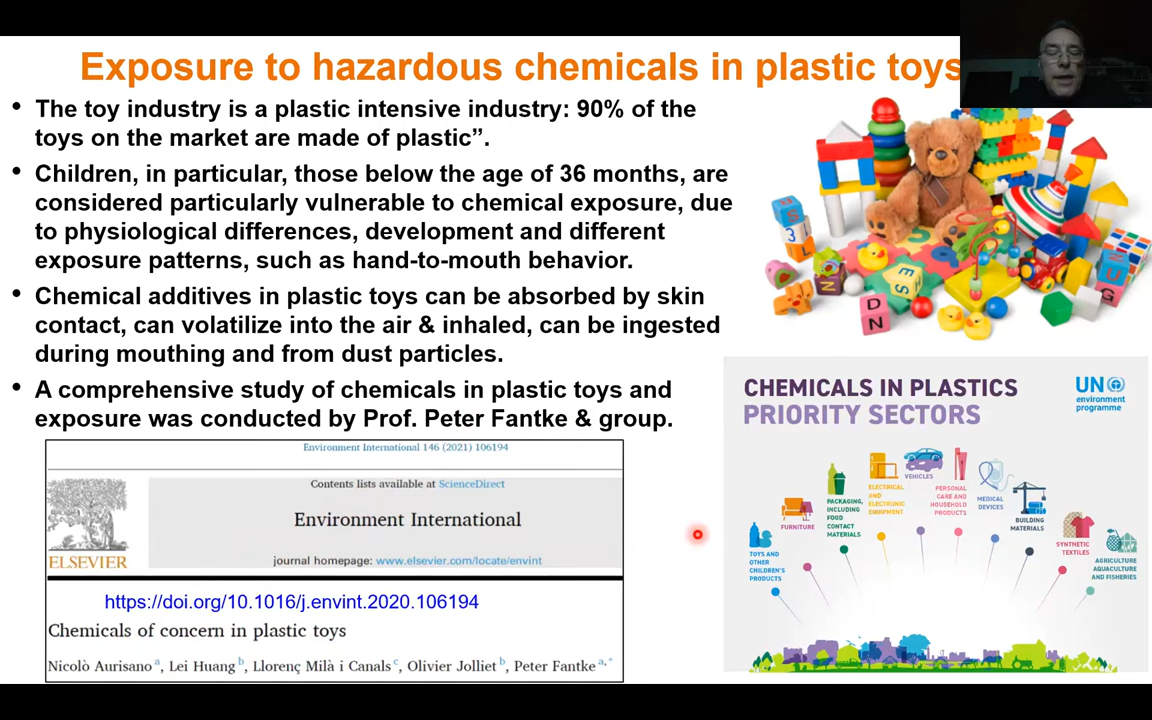 Exposure to hazardous chemicals in plastic toys
• The toy industry is a plastic intensive industry: 90% of the
toys on the market are made of plastic”.
• Children, in particular, those below the age of 36 months, are
considered particularly vulnerable to chemical exposure, due
to physiological differences, development and different
exposure patterns, such as hand-to-mouth behavior.
• Chemical additives in plastic toys can be absorbed by skin
contact, can volatilize into the air & inhaled, can be ingested
during mouthing and from dust particles.
• A comprehensive study of chemicals in plastic toys and
exposure was conducted by Prof. Peter Fantke & group.
Environment International 146 (2021) 106194
Contents lists available at ScienceDirect
Environment International
ELSEVIER
journal homepage: www.elsevier.com/locate/envint
https://doi.org/10.1016/j.envint.2020.106194
Chemicals of concern in plastic toys
Nicolò Aurisano a, Lei Huang b, Llorenç Milà i Canals c, Olivier Jolliet b, Peter Fantke a,*
D
N
CHEMICALS IN PLASTICS
PRIORITY SECTORS
UN
environment
programme
TOYS AND
OTHER
CHILDREN'S
PRODUCTS
FURNITURE
PACKAGING,
INCLUDING
FOOD
CONTACT
MATERIALS
ELECTRICAL
AND
ELECTRONIC
EQUIPMENT
VEHICLES
PERSONAL
CARE AND
HOUSEHOLD
PRODUCTS
MEDICAL
DEVICES
BUILDING
MATERIALS
SYNTHETIC
TEXTILES
AGRICULTURE
AQUACULTURE
AND FISHERIES